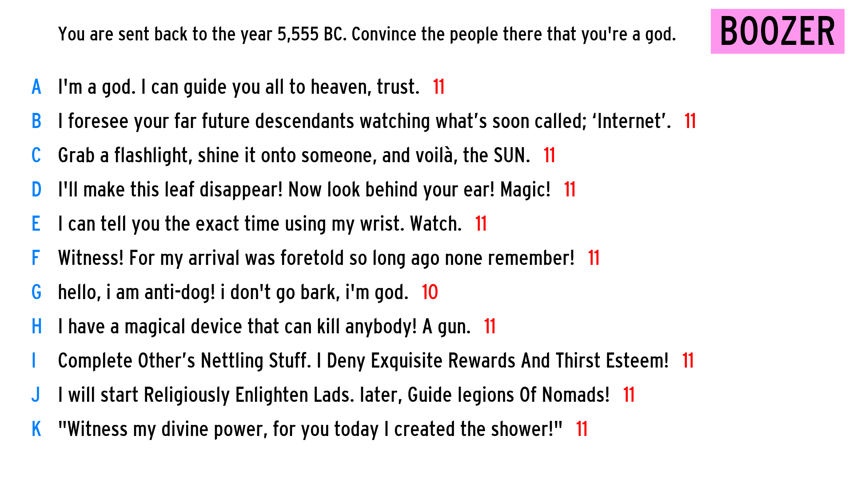 You are sent back to the year 5,555 BC. Convince the people there that you're a god. BOOZER
A I'm a god. I can guide you all to heaven, trust. 11
B I foresee your far future descendants watching what’s soon called; ‘Internet’. 11
C Grab a flashlight, shine it onto someone, and voilà, the SUN. 11
D I'll make this leaf disappear! Now look behind your ear! Magic! 11
E I can tell you the exact time using my wrist. Watch. 11
F Witness! For my arrival was foretold so long ago none remember! 11
G hello, i am anti-dog! i don't go bark, i'm god. 10
H I have a magical device that can kill anybody! A gun. 11
I Complete Other’s Nettling Stuff. I Deny Exquisite Rewards And Thirst Esteem! 11
J I will start Religiously Enlighten Lads. later, Guide legions Of Nomads! 11
K "Witness my divine power, for you today I created the shower!" 11